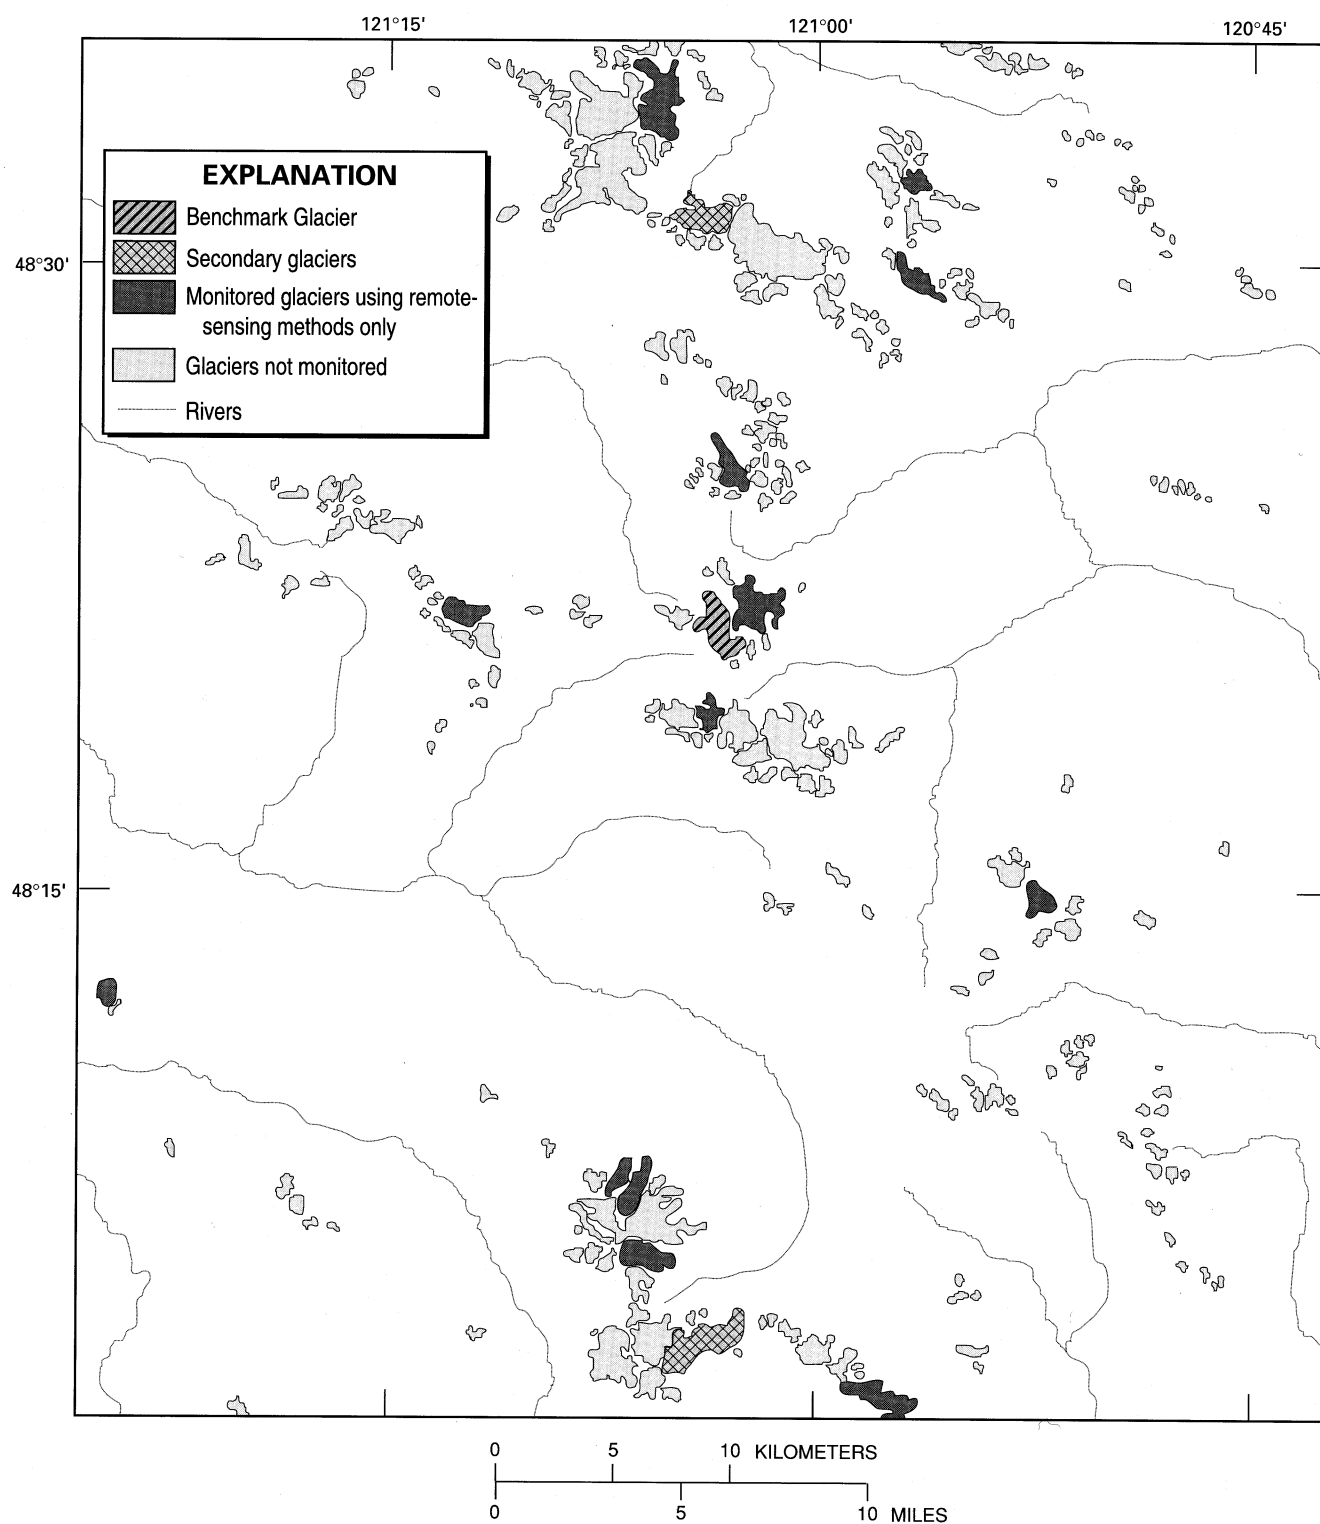 121°15'
121°00'
120°45'
EXPLANATION
Benchmark Glacier
Secondary glaciers
48°30'
Monitored glaciers using remote-
sensing methods only
Glaciers not monitored
Rivers
48°15'
0 5 10 KILOMETERS
0 5 10 MILES